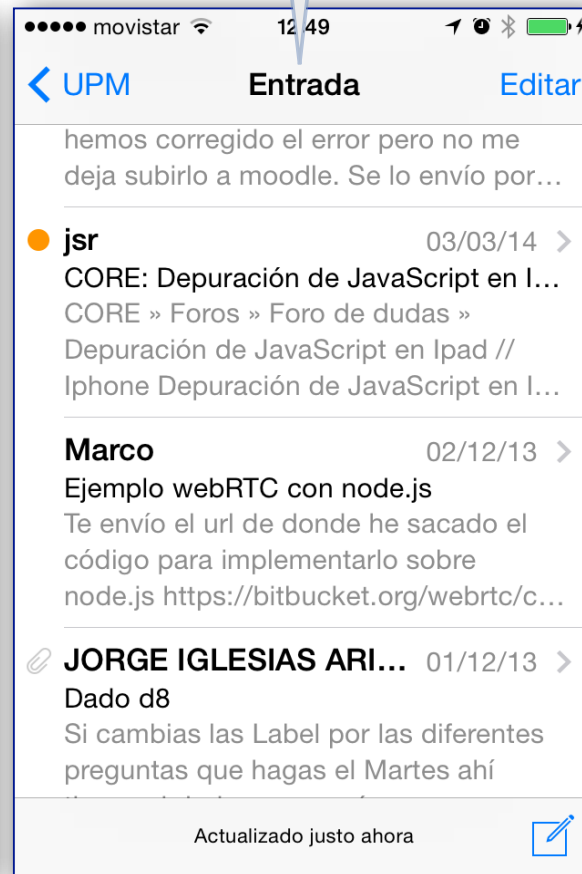 movistar 12:49
UPM Entrada Editar
hemos corregido el error pero no me
deja subirlo a moodle. Se lo envío por...
jsr 03/03/14
CORE: Depuración de JavaScript en I...
CORE » Foros » Foro de dudas »
Depuración de JavaScript en Ipad //
Iphone Depuración de JavaScript en I...
Marco 02/12/13
Ejemplo webRTC con node.js
Te envío el url de donde he sacado el
código para implementarlo sobre
node.js https://bitbucket.org/webrtc/c...
JORGE IGLESIAS ARI... 01/12/13
Dado d8
Si cambias las Label por las diferentes
preguntas que hagas el Martes ahí
Actualizado justo ahora